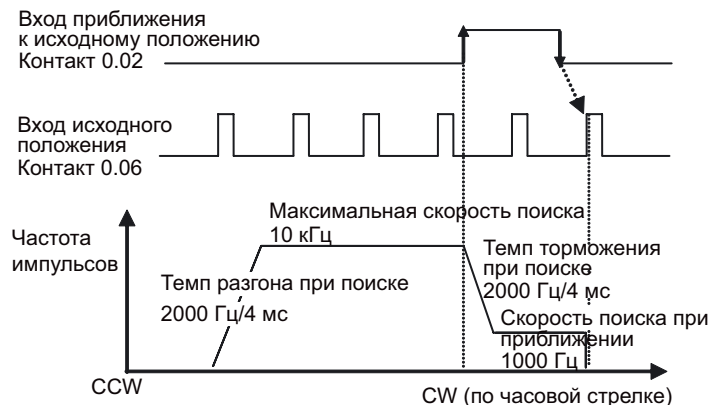 Вход приближения
к исходному положению
Контакт 0.02
Вход исходного
положения
Контакт 0.06
Максимальная скорость поиска
10 кГц
Частота
импульсов
Темп разгона при поиске
2000 Гц/4 мс
Темп торможения
при поиске
2000 Гц/4 мс
Скорость поиска при
приближении
1000 Гц
CCW
CW (по часовой стрелке)